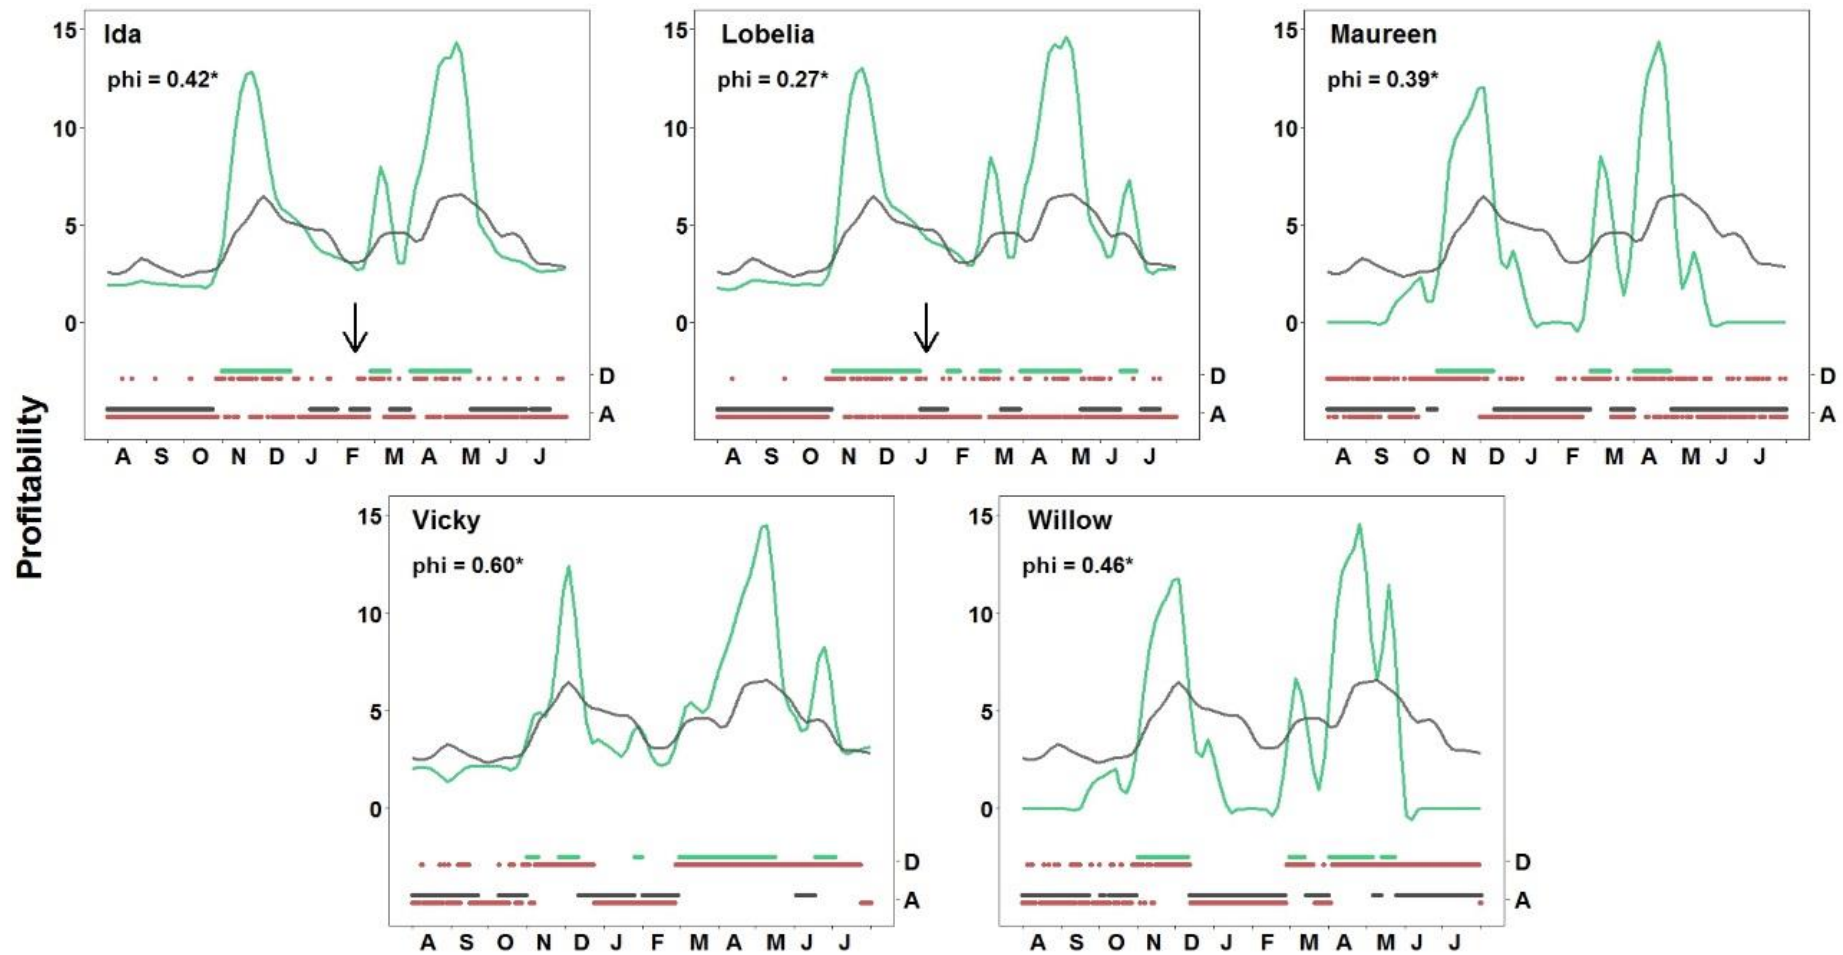 Profitability
Ida
phi = 0.42*
15
10
5
0
D
A
A S O N D J F M A M J J
Lobelia
phi = 0.27*
15
10
5
0
D
A
A S O N D J F M A M J J
Maureen
phi = 0.39*
15
10
5
0
D
A
A S O N D J F M A M J J
Vicky
phi = 0.60*
15
10
5
0
D
A
A S O N D J F M A M J J
Willow
phi = 0.46*
15
10
5
0
D
A
A S O N D J F M A M J J